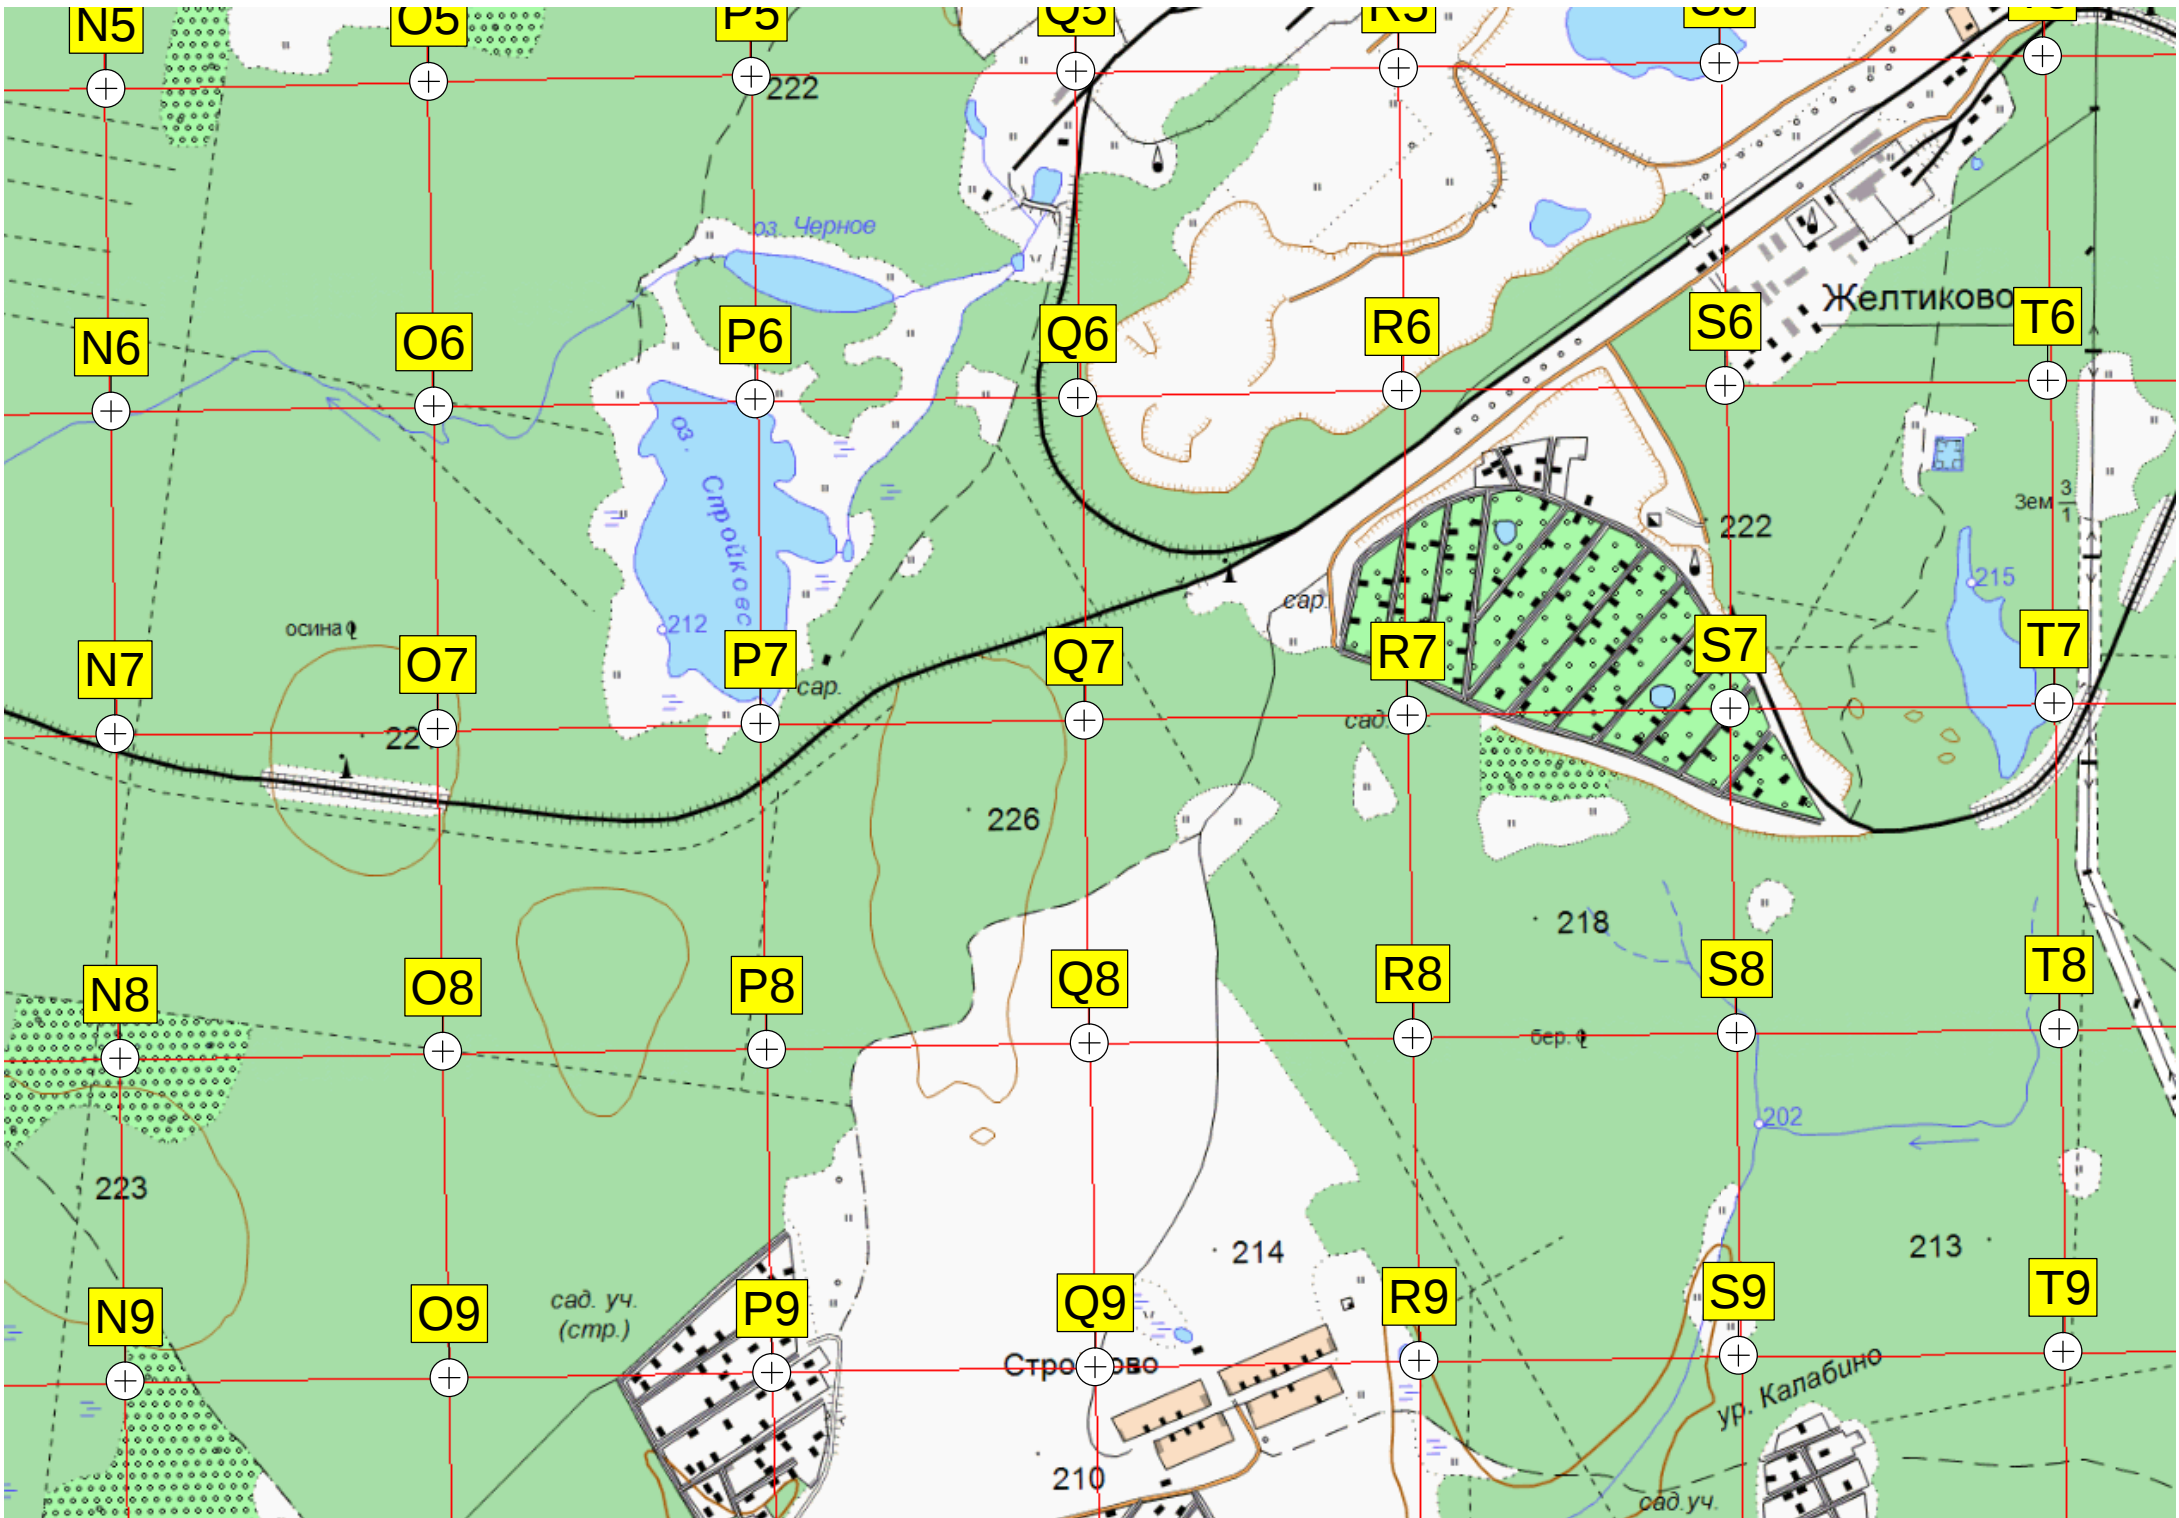 N5 O5 P5 Q5 R5 S5
222
оз. Черное
Желтиково
N6 O6 P6 Q6 R6 S6 T6
оз.
Зем 3/1
222
215
сар.
осина
212
N7 O7 P7 Q7 R7 S7 T7
сар.
сад.
22
226
218
N8 O8 P8 Q8 R8 S8 T8
бер.
202
223
214
213
сад. уч.
(стр.)
N9 O9 P9 Q9 R9 S9 T9
ур. Калабино
210
сад.уч.